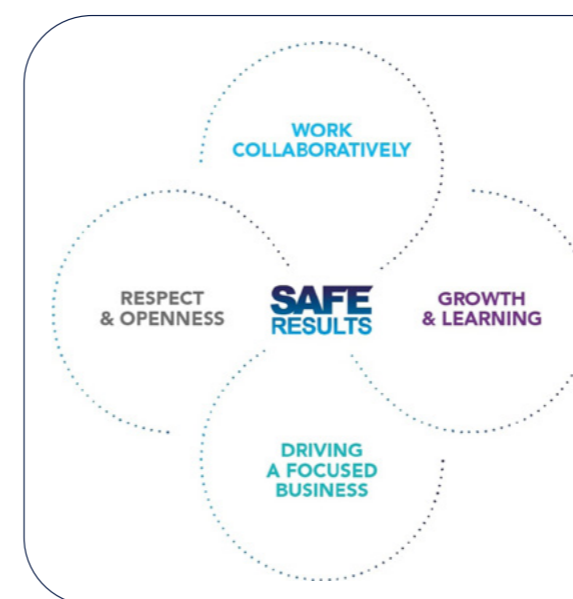 WORK
COLLABORATIVELY
RESPECT
& OPENNESS
SAFE
RESULTS
GROWTH
& LEARNING
DRIVING
A FOCUSED
BUSINESS